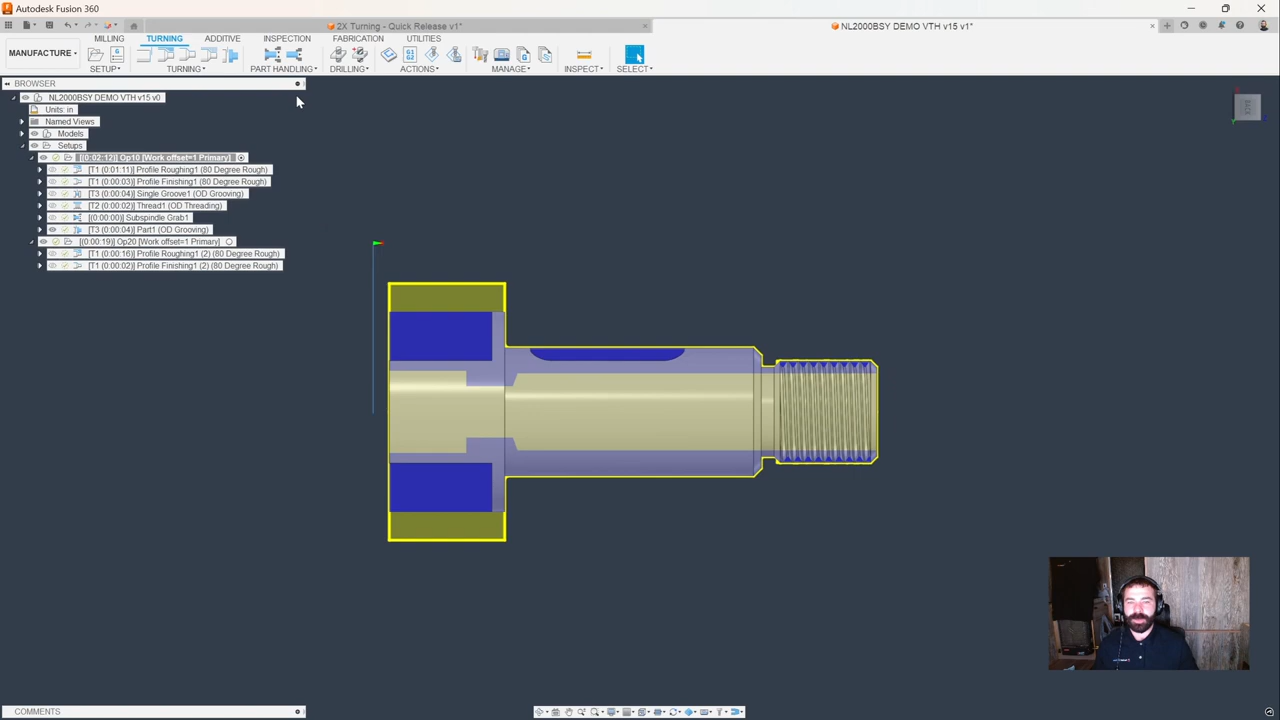 Autodesk Fusion 360
2X Turning - Quick Release v1*
NL2000BSY DEMO VTH v15 v1*
MANUFACTURE
MILLING
TURNING
ADDITIVE
INSPECTION
FABRICATION
UTILITIES
G1
G2
SETUP
TURNING
PART HANDLING
DRILLING
ACTIONS
MANAGE
INSPECT
SELECT
BROWSER
NL2000BSY DEMO VTH v15 v0
Units: in
Named Views
Models
Setups
[(0:02:12)] Op10 [Work offset=1 Primary]
[T1 (0:01:11)] Profile Roughing1 (80 Degree Rough)
[T1 (0:00:03)] Profile Finishing1 (80 Degree Rough)
[T3 (0:00:04)] Single Groove1 (OD Grooving)
[T2 (0:00:02)] Thread1 (OD Threading)
[(0:00:00)] Subspindle Grab1
[T3 (0:00:04)] Part1 (OD Grooving)
[(0:00:19)] Op20 [Work offset=1 Primary]
[T1 (0:00:16)] Profile Roughing1 (2) (80 Degree Rough)
[T1 (0:00:02)] Profile Finishing1 (2) (80 Degree Rough)
BACK
COMMENTS